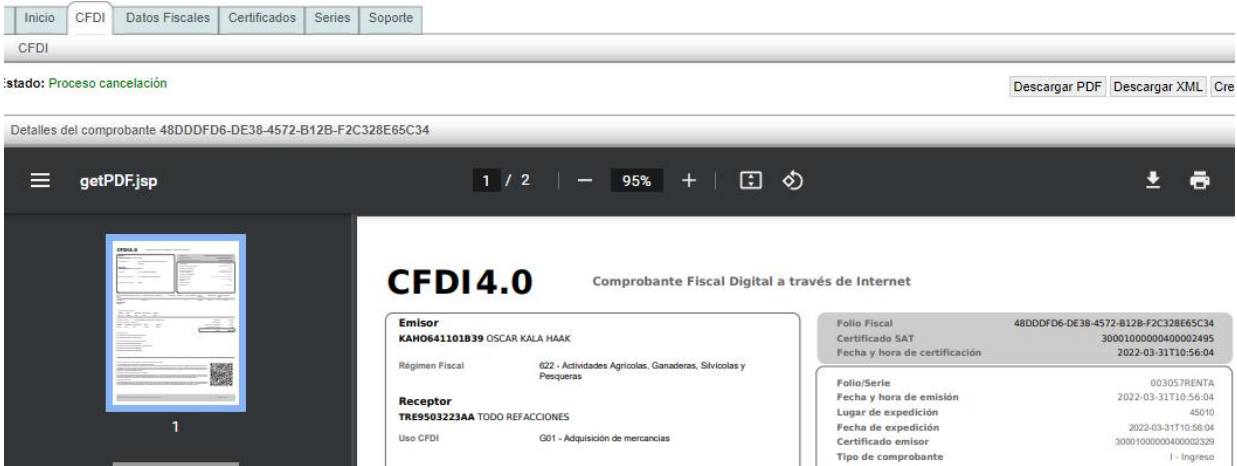 Inicio CFDI Datos Fiscales Certificados Series Soporte
CFDI
Estado: Proceso cancelación Descargar PDF Descargar XML Cre
Detalles del comprobante 48DDDFD6-DE38-4572-B12B-F2C328E65C34
getPDF.jsp 1 / 2 95%
CFDI 4.0 Comprobante Fiscal Digital a través de Internet
Emisor
KAHO641101B39 OSCAR KALA HAAK
Régimen Fiscal 622 - Actividades Agrícolas, Ganaderas, Silvícolas y
Pesqueras
Receptor
TRE9503223AA TODO REFACCIONES
Uso CFDI G01 - Adquisición de mercancias
Folio Fiscal 48DDDFD6-DE38-4572-B12B-F2C328E65C34
Certificado SAT 30001000000400002495
Fecha y hora de certificación 2022-03-31T10:56:04
Folio/Serie 003057RENTA
Fecha y hora de emisión 2022-03-31T10:56:04
Lugar de expedición 45010
Fecha de expedición 2022-03-31T10:56:04
Certificado emisor 30001000000400002329
Tipo de comprobante I - Ingreso
1